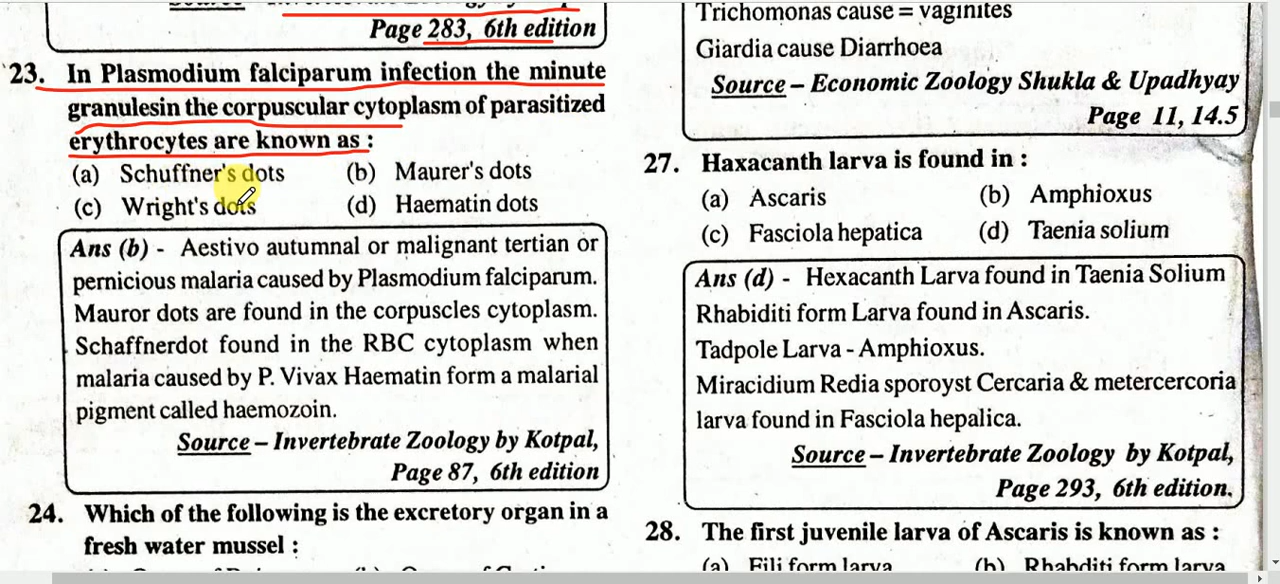 Page 283, 6th edition
23. In Plasmodium falciparum infection the minute
granulesin the corpuscular cytoplasm of parasitized
erythrocytes are known as :
(a) Schuffner's dots (b) Maurer's dots
(c) Wright's dots (d) Haematin dots
Ans (b) - Aestivo autumnal or malignant tertian or
pernicious malaria caused by Plasmodium falciparum.
Mauror dots are found in the corpuscles cytoplasm.
Schaffnerdot found in the RBC cytoplasm when
malaria caused by P. Vivax Haematin form a malarial
pigment called haemozoin.
Source – Invertebrate Zoology by Kotpal,
Page 87, 6th edition
24. Which of the following is the excretory organ in a
fresh water mussel :
Trichomonas cause = vaginites
Giardia cause Diarrhoea
Source – Economic Zoology Shukla & Upadhyay
Page 11, 14.5
27. Haxacanth larva is found in :
(a) Ascaris (b) Amphioxus
(c) Fasciola hepatica (d) Taenia solium
Ans (d) - Hexacanth Larva found in Taenia Solium
Rhabiditi form Larva found in Ascaris.
Tadpole Larva - Amphioxus.
Miracidium Redia sporoyst Cercaria & metercercoria
larva found in Fasciola hepalica.
Source – Invertebrate Zoology by Kotpal,
Page 293, 6th edition.
28. The first juvenile larva of Ascaris is known as :
(a) Fili form larva (b) Rhabditi form larva